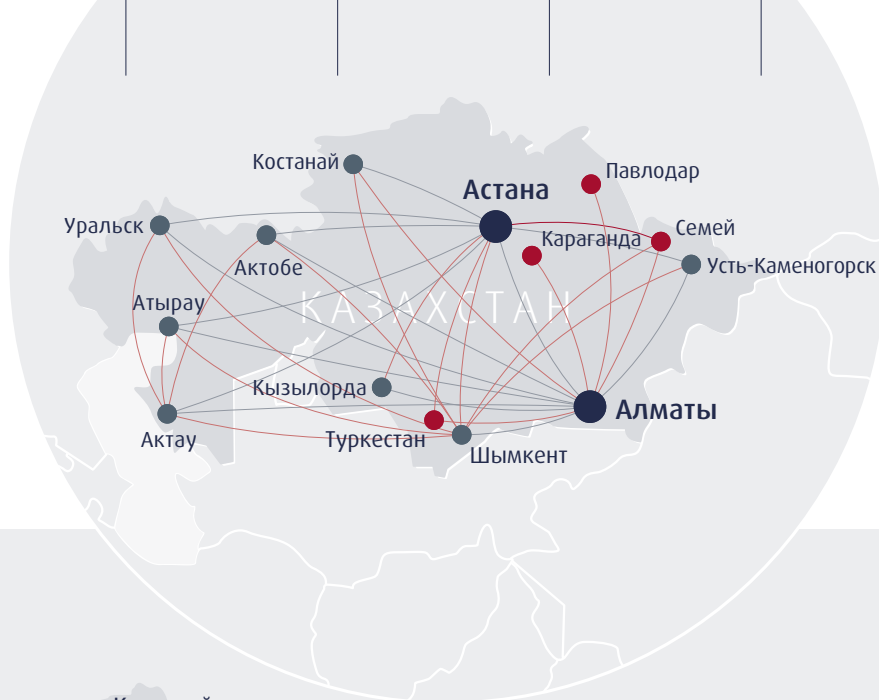 Костанай
Павлодар
Астана
Уральск
Семей
Караганда
Актобе
Усть-Каменогорск
Атырау
КАЗАХСТАН
Кызылорда
Алматы
Актау
Туркестан
Шымкент